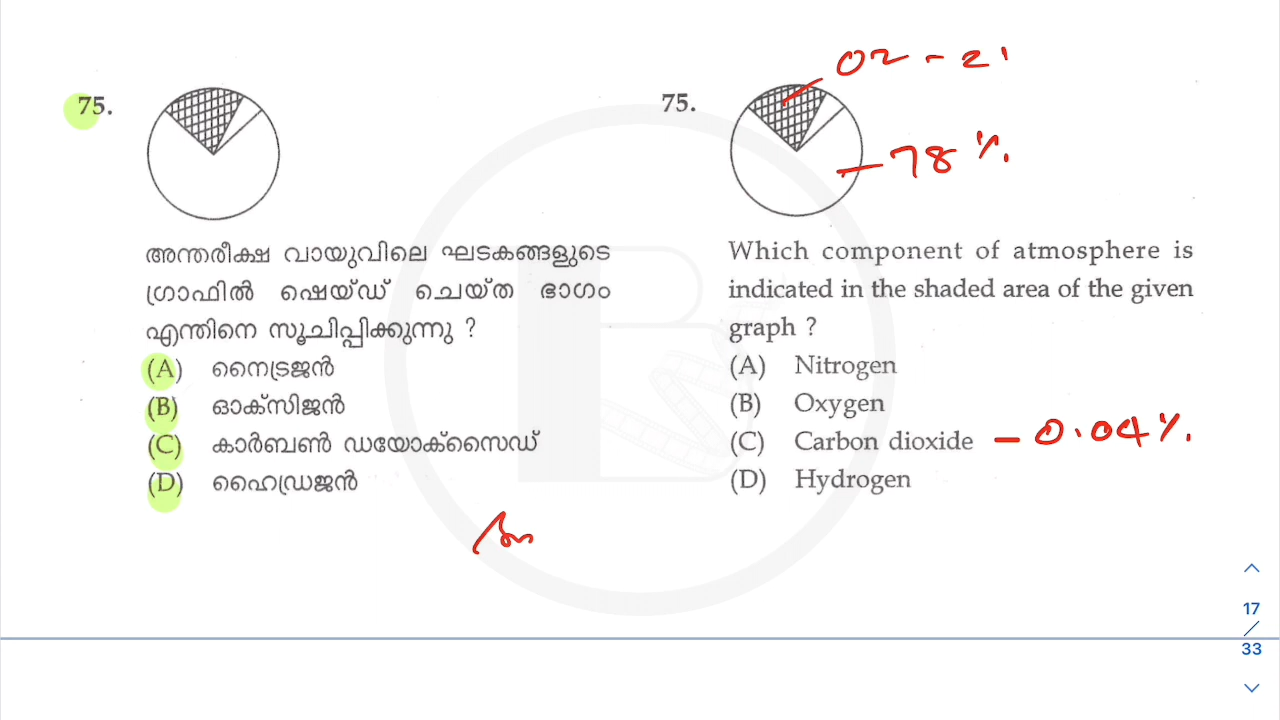 75.
അന്തരീക്ഷ വായുവിലെ ഘടകങ്ങളുടെ
ഗ്രാഫിൽ ഷെയ്ഡ് ചെയ്ത ഭാഗം
എന്തിനെ സൂചിപ്പിക്കുന്നു ?
(A) നൈട്രജൻ
(B) ഓക്സിജൻ
(C) കാർബൺ ഡയോക്സൈഡ്
(D) ഹൈഡ്രജൻ
75.
O2 - 21
78 %.
Which component of atmosphere is
indicated in the shaded area of the given
graph ?
(A) Nitrogen
(B) Oxygen
(C) Carbon dioxide - 0.04 %.
(D) Hydrogen
17
/
33